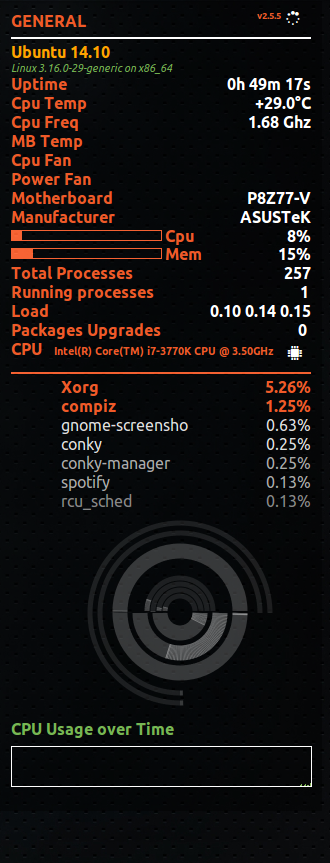 GENERAL v2.5.5
Ubuntu 14.10
Linux 3.16.0-29-generic on x86_64
Uptime 0h 49m 17s
Cpu Temp +29.0°C
Cpu Freq 1.68 Ghz
MB Temp
Cpu Fan
Power Fan
Motherboard P8Z77-V
Manufacturer ASUSTeK
Cpu 8%
Mem 15%
Total Processes 257
Running processes 1
Load 0.10 0.14 0.15
Packages Upgrades 0
CPU Intel(R) Core(TM) i7-3770K CPU @ 3.50GHz
Xorg 5.26%
compiz 1.25%
gnome-screensho 0.63%
conky 0.25%
conky-manager 0.25%
spotify 0.13%
rcu_sched 0.13%
CPU Usage over Time